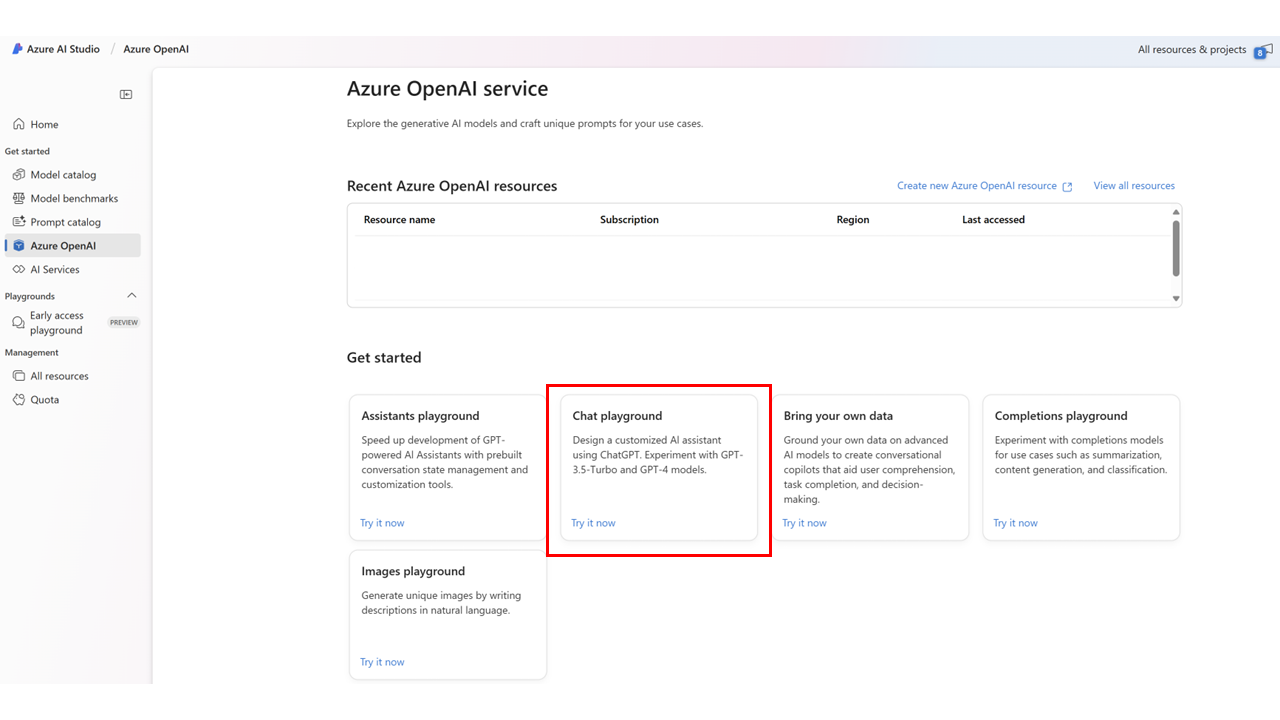 Azure AI Studio / Azure OpenAI
All resources & projects
8
Home
Get started
Model catalog
Model benchmarks
Prompt catalog
Azure OpenAI
AI Services
Playgrounds
Early access
playground
PREVIEW
Management
All resources
Quota
Azure OpenAI service
Explore the generative AI models and craft unique prompts for your use cases.
Recent Azure OpenAI resources
Create new Azure OpenAI resource
View all resources
Resource name
Subscription
Region
Last accessed
Get started
Assistants playground
Speed up development of GPT-
powered AI Assistants with prebuilt
conversation state management and
customization tools.
Try it now
Chat playground
Design a customized AI assistant
using ChatGPT. Experiment with GPT-
3.5-Turbo and GPT-4 models.
Try it now
Bring your own data
Ground your own data on advanced
AI models to create conversational
copilots that aid user comprehension,
task completion, and decision-
making.
Try it now
Completions playground
Experiment with completions models
for use cases such as summarization,
content generation, and classification.
Try it now
Images playground
Generate unique images by writing
descriptions in natural language.
Try it now